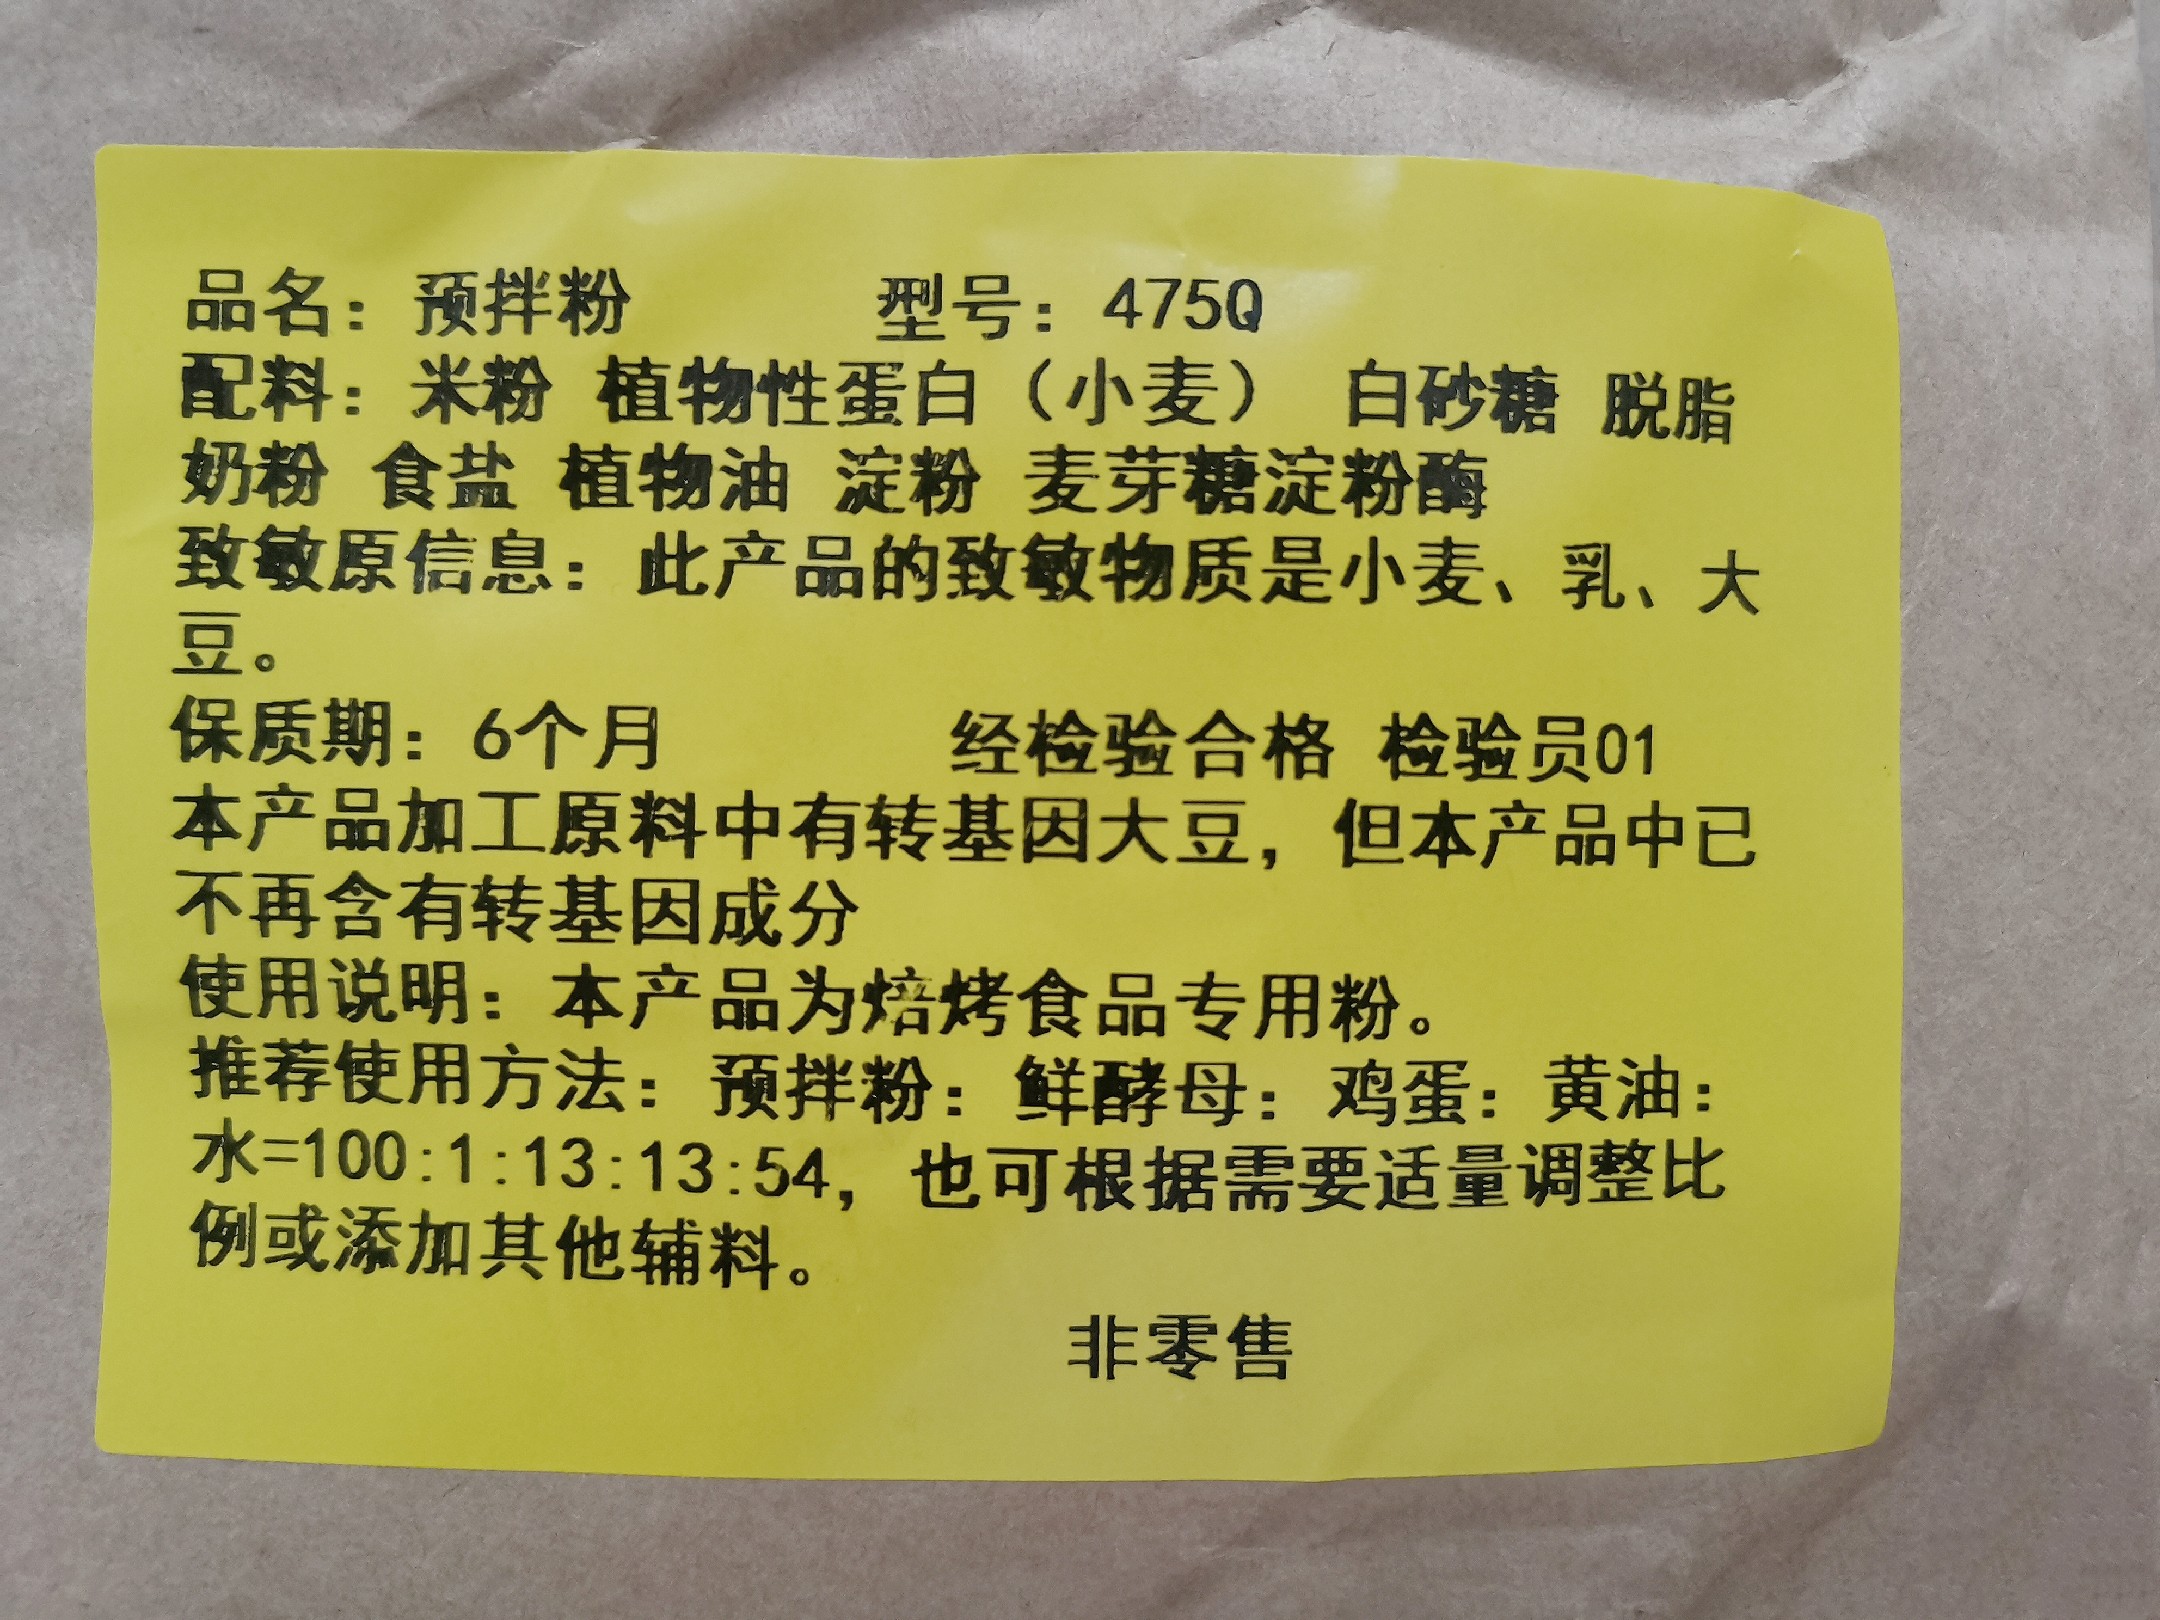 品名：预拌粉 型号：475Q
配料：米粉 植物性蛋白（小麦） 白砂糖 脱脂
奶粉 食盐 植物油 淀粉 麦芽糖淀粉酶
致敏原信息：此产品的致敏物质是小麦、乳、大
豆。
保质期：6个月 经检验合格 检验员01
本产品加工原料中有转基因大豆，但本产品中已
不再含有转基因成分
使用说明：本产品为焙烤食品专用粉。
推荐使用方法：预拌粉：鲜酵母：鸡蛋：黄油：
水=100:1:13:13:54，也可根据需要适量调整比
例或添加其他辅料。
非零售